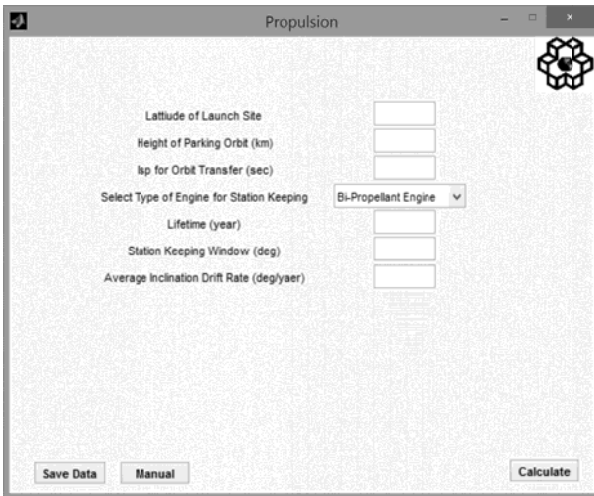 Propulsion
Lattiude of Launch Site
Height of Parking Orbit (km)
Isp for Orbit Transfer (sec)
Select Type of Engine for Station Keeping Bi-Propellant Engine
Lifetime (year)
Station Keeping Window (deg)
Average Inclination Drift Rate (deg/yaer)
Save Data Manual Calculate